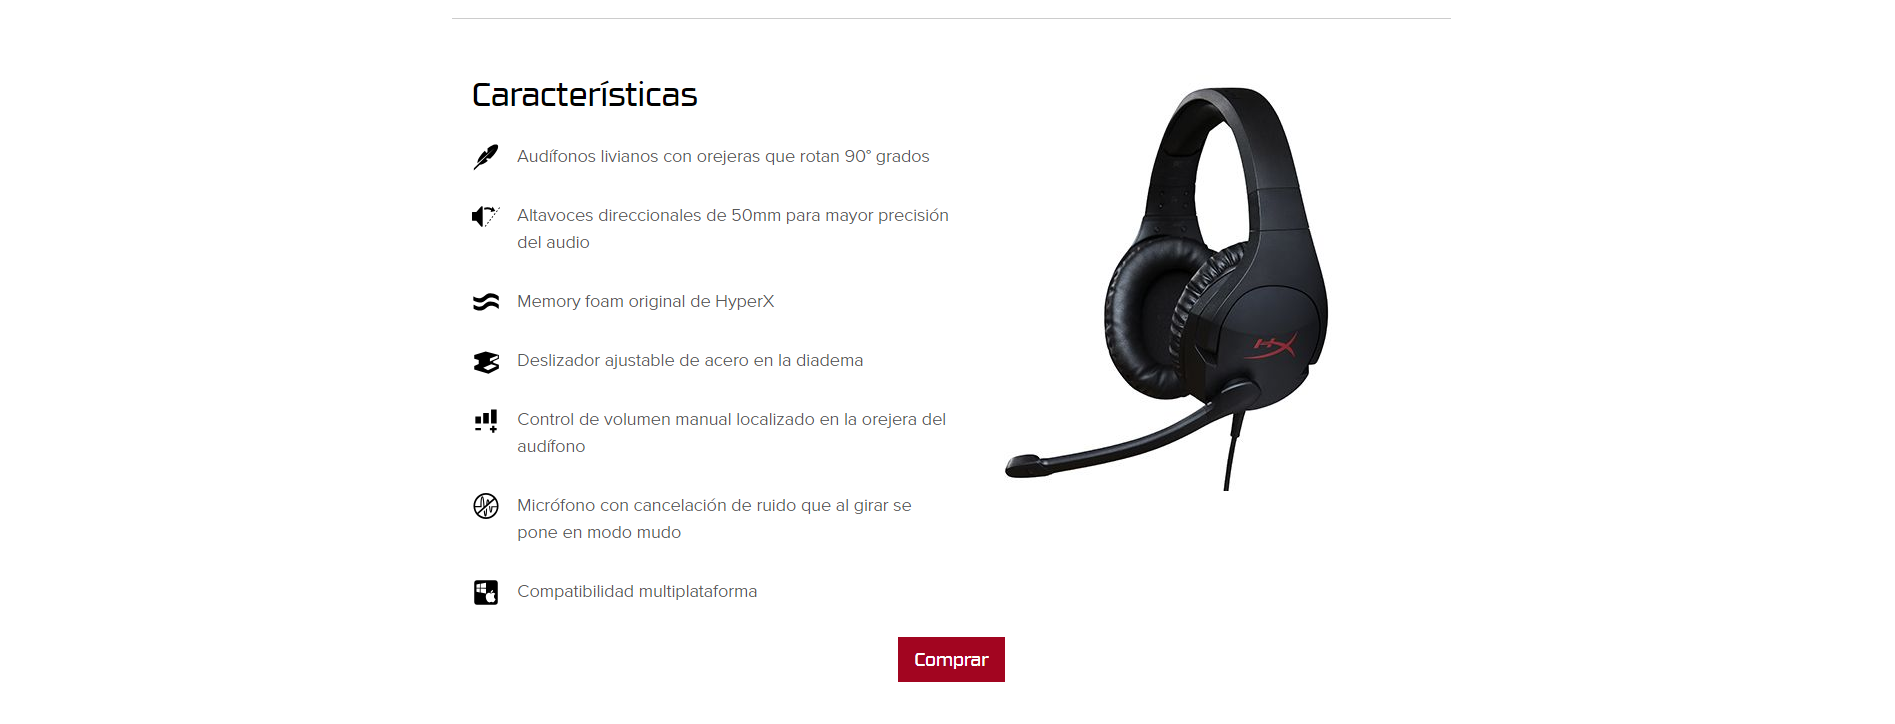 Características
Audífonos livianos con orejeras que rotan 90° grados
Altavoces direccionales de 50mm para mayor precisión
del audio
Memory foam original de HyperX
Deslizador ajustable de acero en la diadema
Control de volumen manual localizado en la orejera del
audífono
Micrófono con cancelación de ruido que al girar se
pone en modo mudo
Compatibilidad multiplataforma
HX
Comprar